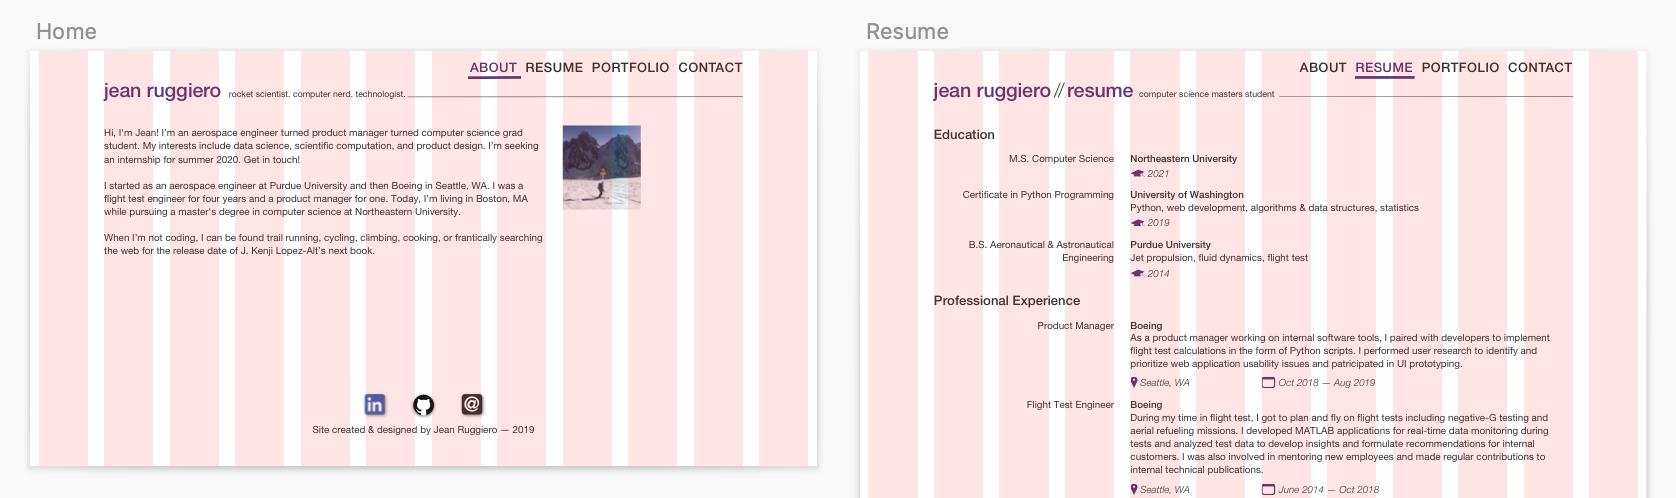 Home
ABOUT RESUME PORTFOLIO CONTACT
jean ruggiero rocket scientist. computer nerd. technologist.
Hi, I'm Jean! I'm an aerospace engineer turned product manager turned computer science grad
student. My interests include data science, scientific computation, and product design. I'm seeking
an internship for summer 2020. Get in touch!
I started as an aerospace engineer at Purdue University and then Boeing in Seattle, WA. I was a
flight test engineer for four years and a product manager for one. Today, I'm living in Boston, MA
while pursuing a master's degree in computer science at Northeastern University.
When I'm not coding, I can be found trail running, cycling, climbing, cooking, or frantically searching
the web for the release date of J. Kenji Lopez-Alt's next book.
in @
Site created & designed by Jean Ruggiero — 2019
Resume
ABOUT RESUME PORTFOLIO CONTACT
jean ruggiero // resume computer science masters student
Education
M.S. Computer Science Northeastern University
2021
Certificate in Python Programming University of Washington
Python, web development, algorithms & data structures, statistics
2019
B.S. Aeronautical & Astronautical Purdue University
Engineering Jet propulsion, fluid dynamics, flight test
2014
Professional Experience
Product Manager Boeing
As a product manager working on internal software tools, I paired with developers to implement
flight test calculations in the form of Python scripts. I performed user research to identify and
prioritize web application usability issues and patricipated in UI prototyping.
Seattle, WA Oct 2018 — Aug 2019
Flight Test Engineer Boeing
During my time in flight test, I got to plan and fly on flight tests including negative-G testing and
aerial refueling missions. I developed MATLAB applications for real-time data monitoring during
tests and analyzed test data to develop insights and formulate recommendations for internal
customers. I was also involved in mentoring new employees and made regular contributions to
internal technical publications.
Seattle, WA June 2014 — Oct 2018